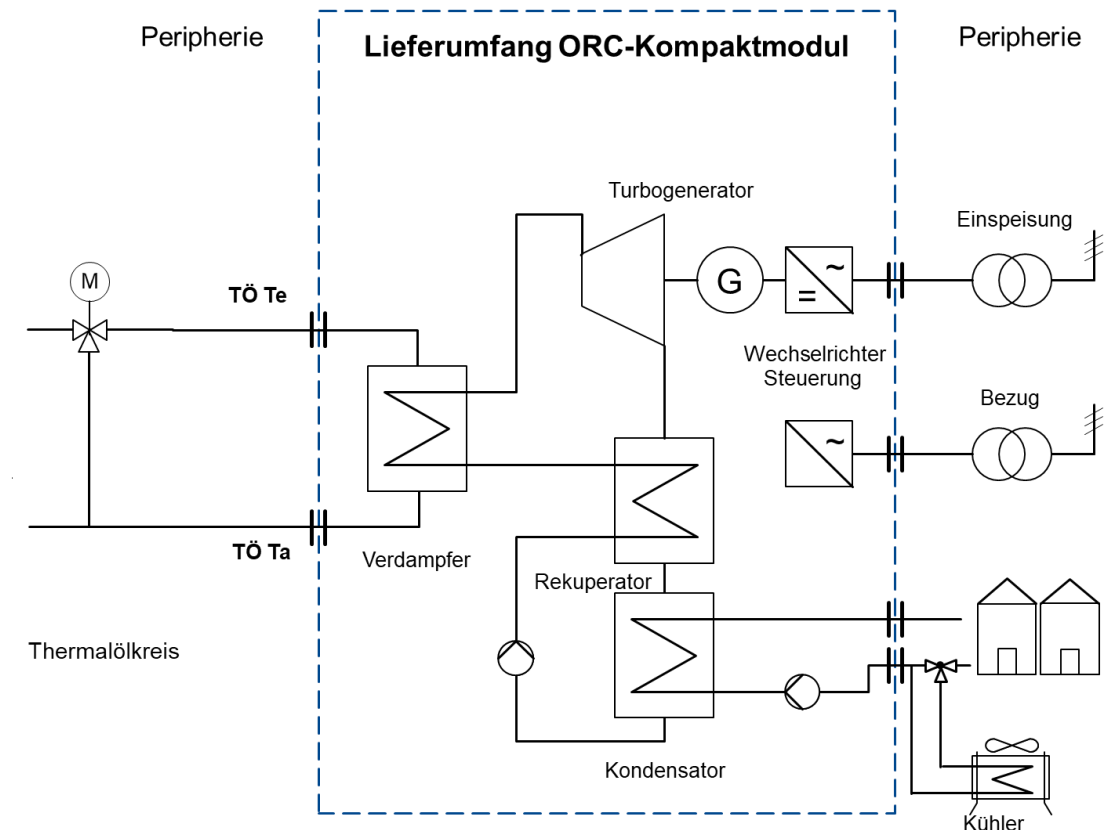 Peripherie
Lieferumfang ORC-Kompaktmodul
Peripherie
Turbogenerator
Einspeisung
M
TÖ Te
G
~
=
Wechselrichter
Steuerung
Bezug
~
TÖ Ta
Verdampfer
Rekuperator
Thermalölkreis
Kondensator
Kühler